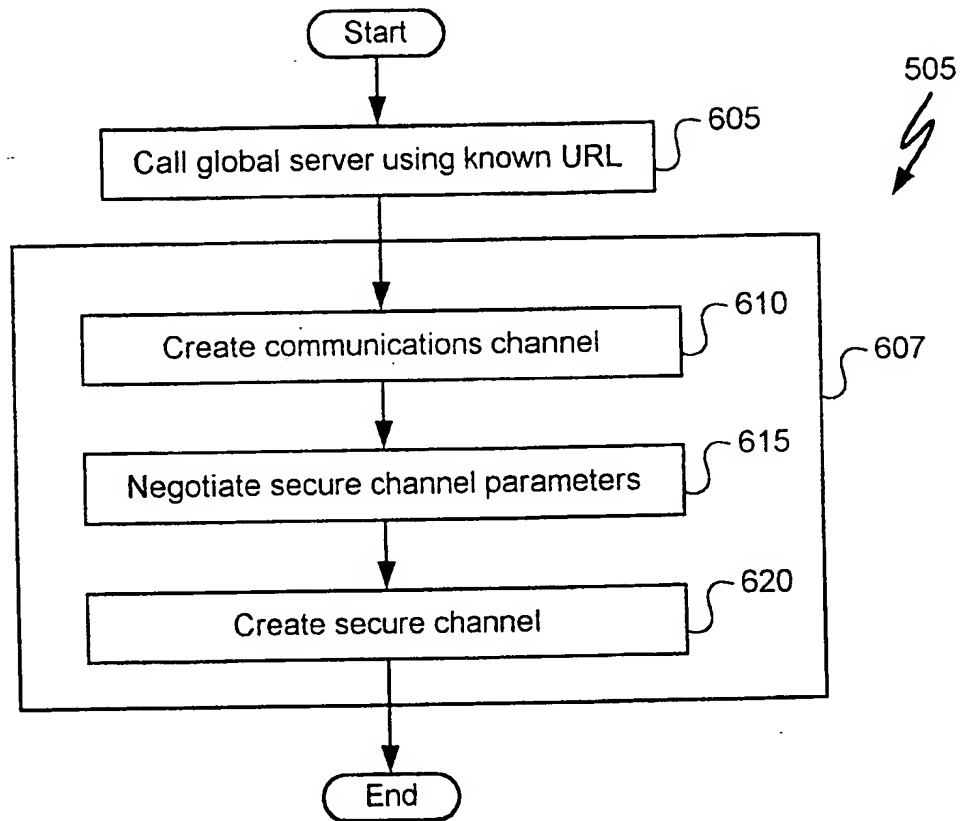 Start
505
Call global server using known URL
605
Create communications channel
610
607
Negotiate secure channel parameters
615
Create secure channel
620
End